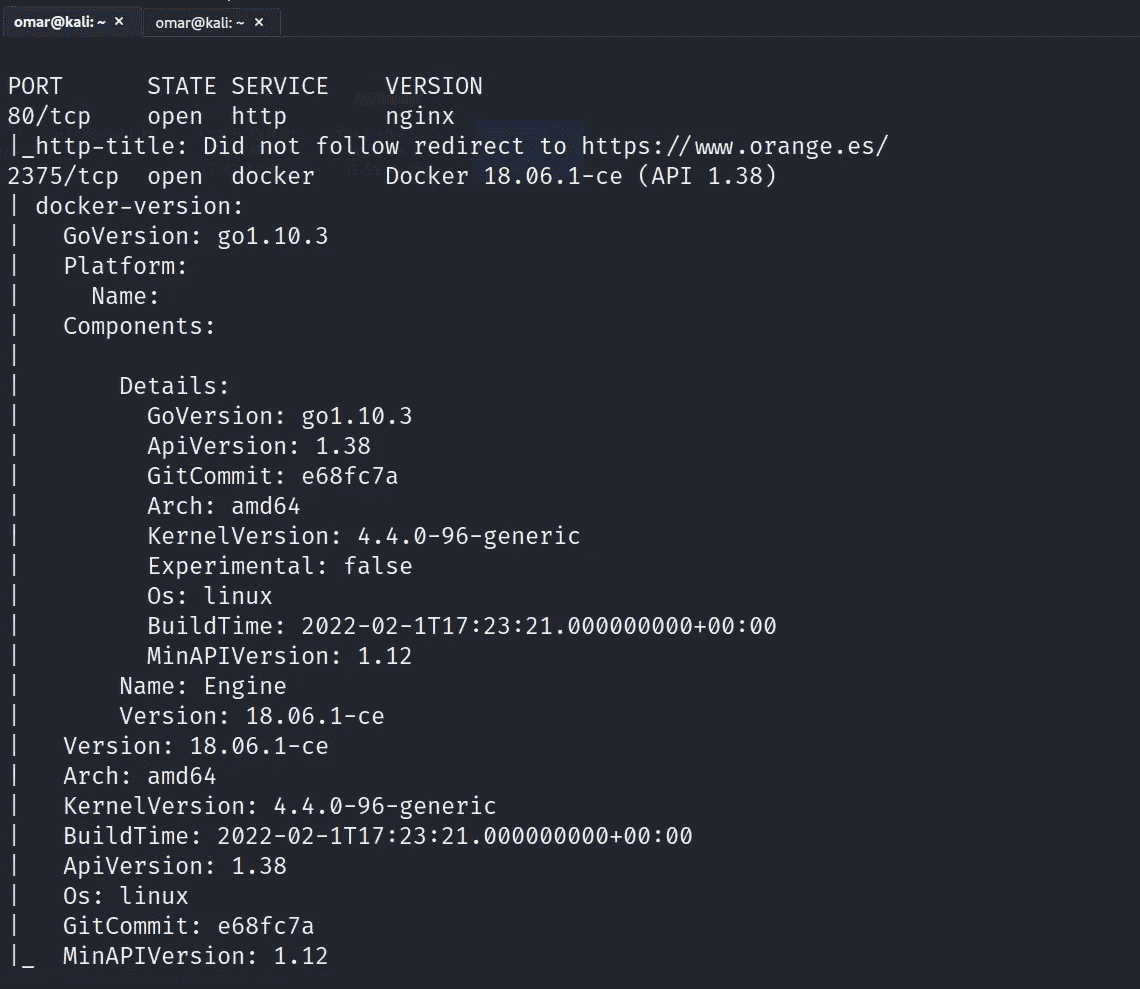 omar@kali: ~ × omar@kali: ~ ×
PORT STATE SERVICE VERSION
80/tcp open http nginx
|_http-title: Did not follow redirect to https://www.orange.es/
2375/tcp open docker Docker 18.06.1-ce (API 1.38)
| docker-version:
|   GoVersion: go1.10.3
|   Platform:
|     Name:
|   Components:
|
|       Details:
|         GoVersion: go1.10.3
|         ApiVersion: 1.38
|         GitCommit: e68fc7a
|         Arch: amd64
|         KernelVersion: 4.4.0-96-generic
|         Experimental: false
|         Os: linux
|         BuildTime: 2022-02-1T17:23:21.000000000+00:00
|         MinAPIVersion: 1.12
|       Name: Engine
|       Version: 18.06.1-ce
|   Version: 18.06.1-ce
|   Arch: amd64
|   KernelVersion: 4.4.0-96-generic
|   BuildTime: 2022-02-1T17:23:21.000000000+00:00
|   ApiVersion: 1.38
|   Os: linux
|   GitCommit: e68fc7a
|_  MinAPIVersion: 1.12